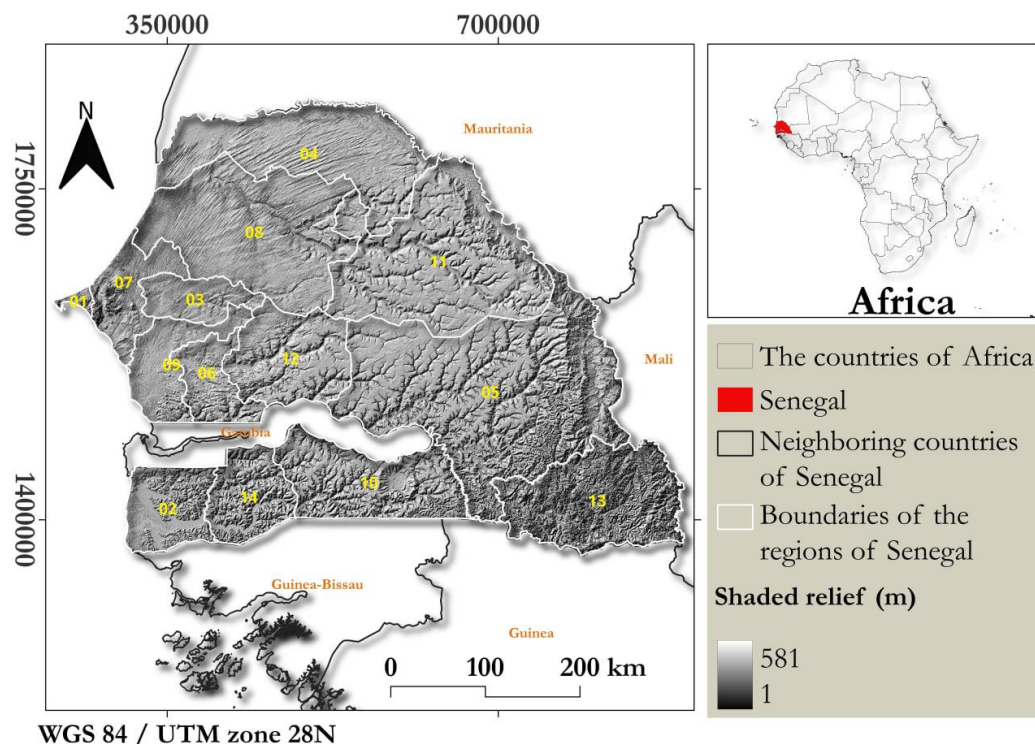 350000
7000000
N
Mauritania
1750000
04
08
11
07
01
03
Mali
12
09
06
05
Gambia
10
13
14
02
1400000
Guinea-Bissau
Guinea
0 100 200 km
WGS 84 / UTM zone 28N
Africa
The countries of Africa
Senegal
Neighboring countries
of Senegal
Boundaries of the
regions of Senegal
Shaded relief (m)
581
1